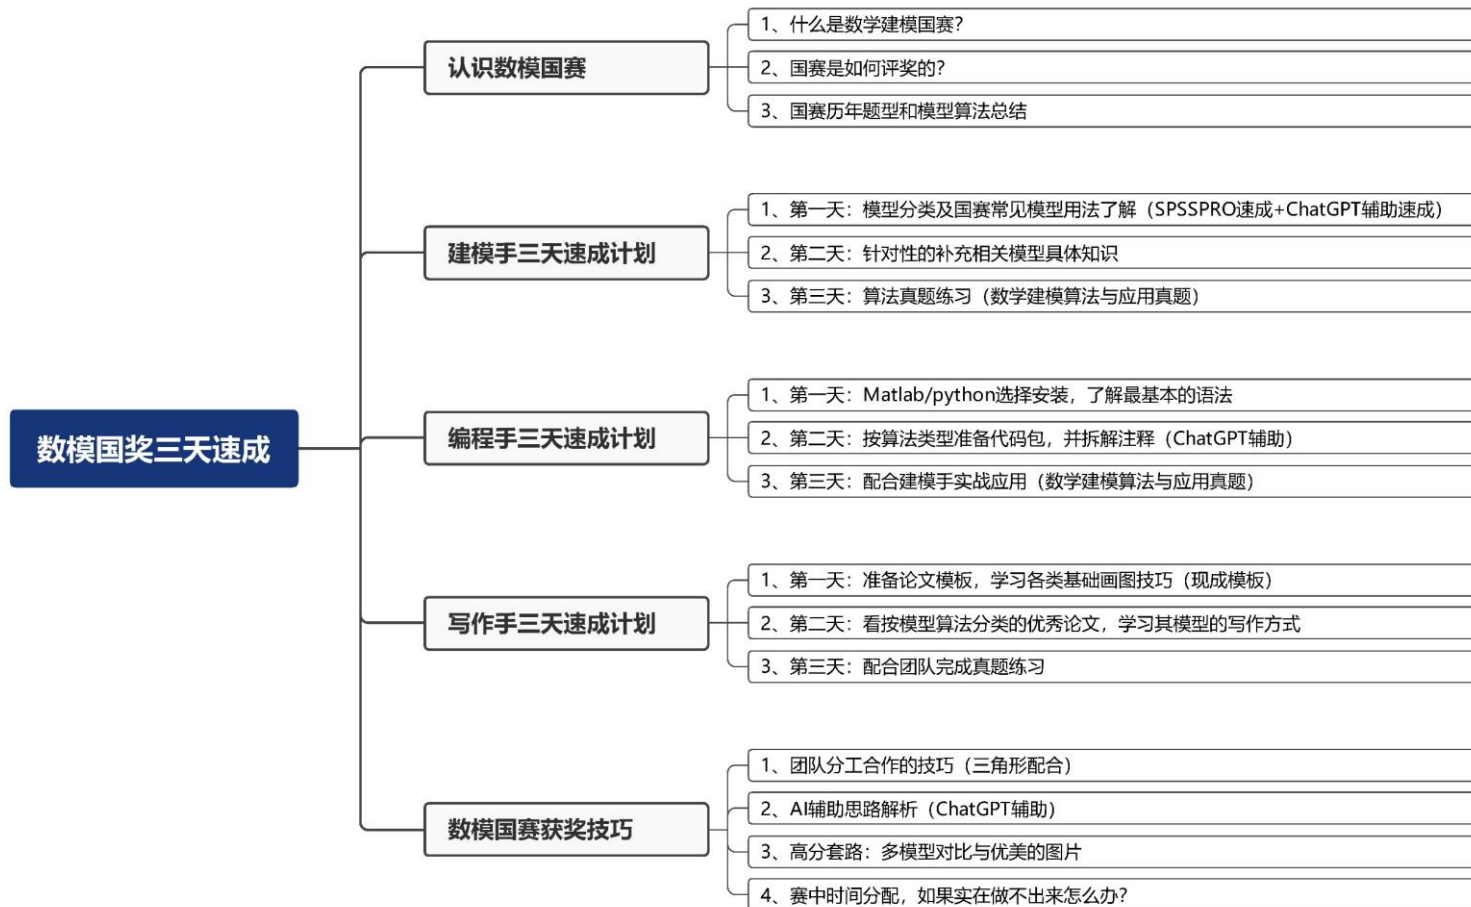 数模国奖三天速成
认识数模国赛
1、什么是数学建模国赛？
2、国赛是如何评奖的？
3、国赛历年题型和模型算法总结
建模手三天速成计划
1、第一天：模型分类及国赛常见模型用法了解（SPSSPRO速成+ChatGPT辅助速成）
2、第二天：针对性的补充相关模型具体知识
3、第三天：算法真题练习（数学建模算法与应用真题）
编程手三天速成计划
1、第一天：Matlab/python选择安装，了解最基本的语法
2、第二天：按算法类型准备代码包，并拆解注释（ChatGPT辅助）
3、第三天：配合建模手实战应用（数学建模算法与应用真题）
写作手三天速成计划
1、第一天：准备论文模板，学习各类基础画图技巧（现成模板）
2、第二天：看按模型算法分类的优秀论文，学习其模型的写作方式
3、第三天：配合团队完成真题练习
数模国赛获奖技巧
1、团队分工合作的技巧（三角形配合）
2、AI辅助思路解析（ChatGPT辅助）
3、高分套路：多模型对比与优美的图片
4、赛中时间分配，如果实在做不出来怎么办？